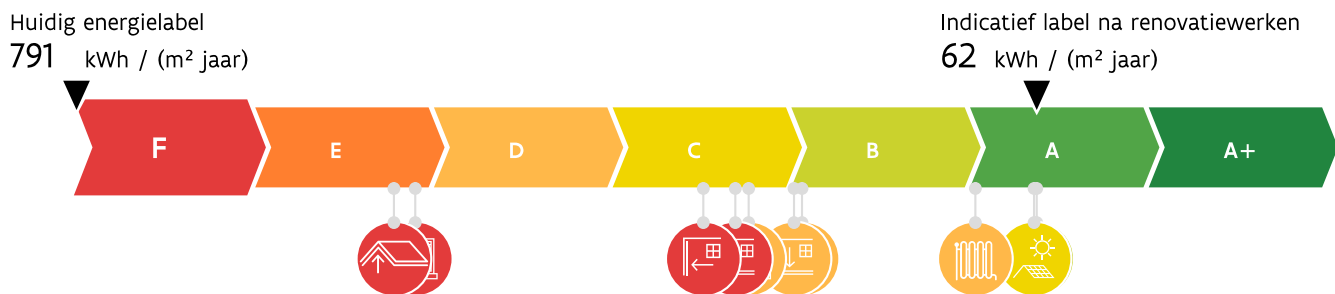 Huidig energielabel
791 kWh / (m² jaar)
Indicatief label na renovatiewerken
62 kWh / (m² jaar)
F E D C B A A+